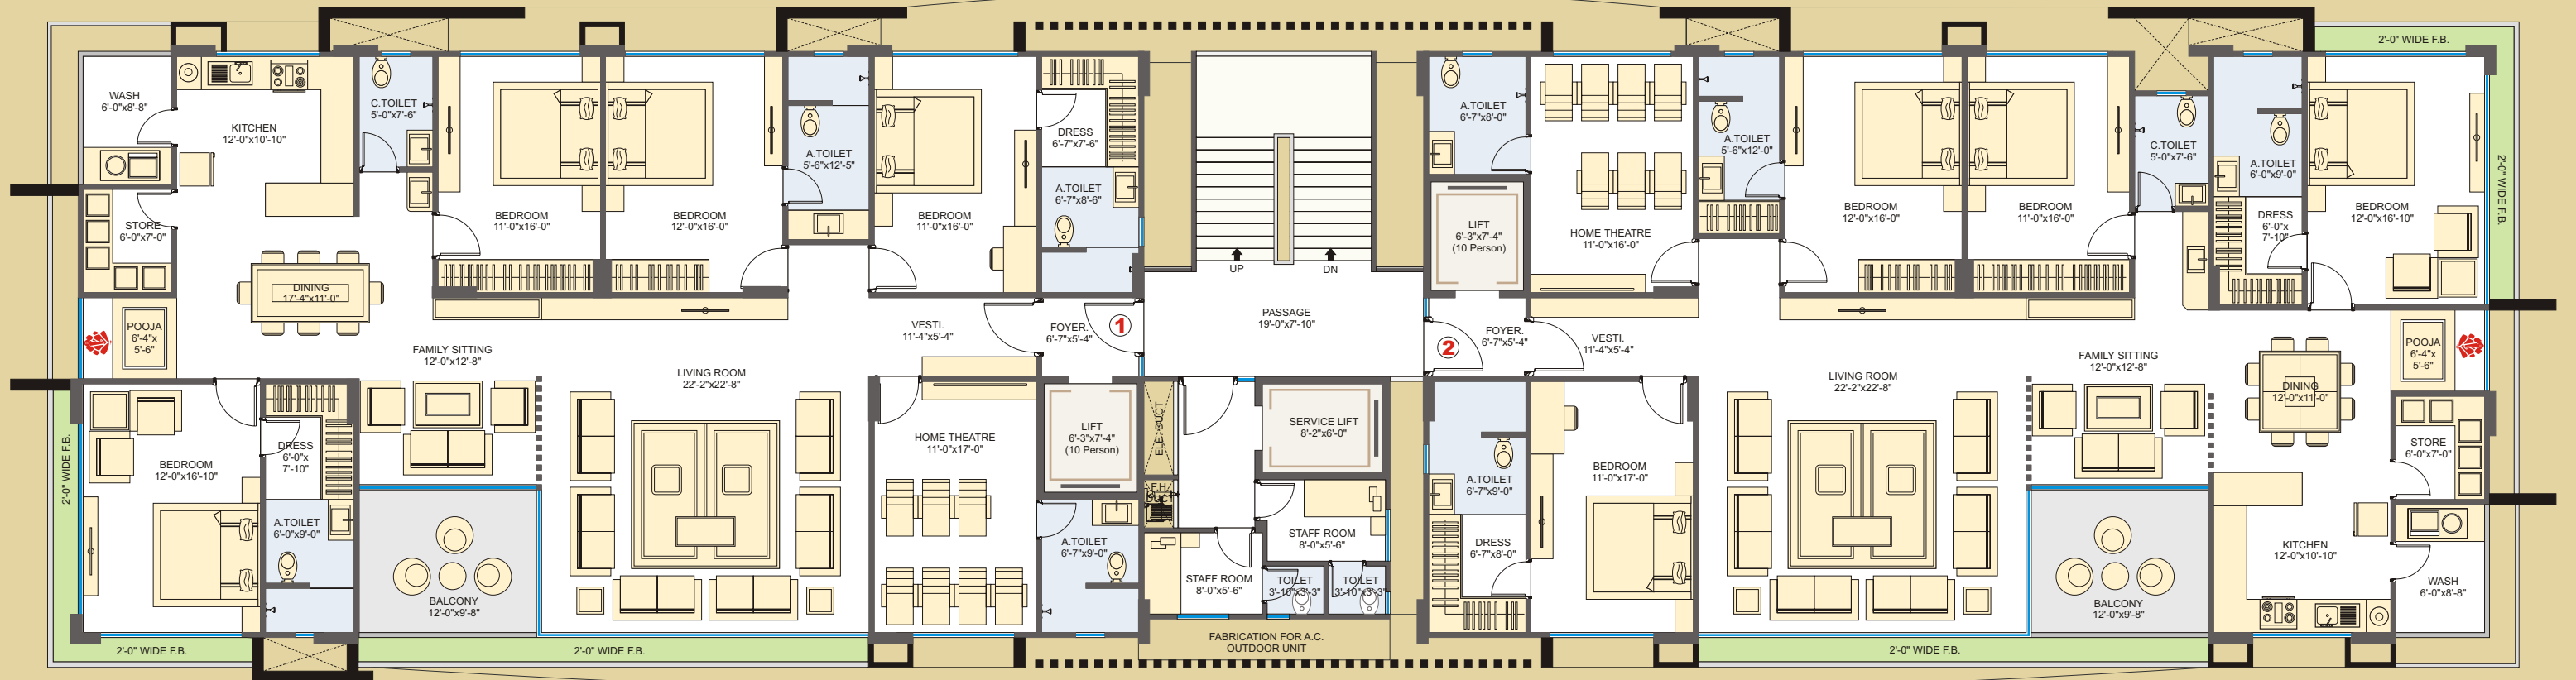 2'-0" WIDE F.B.
WASH
6'-0"x8'-8"
KITCHEN
12'-0"x10'-10"
C.TOILET
5'-0"x7'-6"
STORE
6'-0"x7'-0"
BEDROOM
11'-0"x16'-0"
BEDROOM
12'-0"x16'-0"
A.TOILET
5'-6"x12'-5"
BEDROOM
11'-0"x16'-0"
DRESS
6'-7"x7'-6"
A.TOILET
6'-7"x8'-6"
DINING
17'-4"x11'-0"
POOJA
6'-4"x
5'-6"
FAMILY SITTING
12'-0"x12'-8"
LIVING ROOM
22'-2"x22'-8"
VESTI.
11'-4"x5'-4"
FOYER.
6'-7"x5'-4"
1
BEDROOM
12'-0"x16'-10"
DRESS
6'-0"x
7'-10"
A.TOILET
6'-0"x9'-0"
BALCONY
12'-0"x9'-8"
HOME THEATRE
11'-0"x17'-0"
LIFT
6'-3"x7'-4"
(10 Person)
A.TOILET
6'-7"x9'-0"
2'-0" WIDE F.B.
2'-0" WIDE F.B.
2'-0" WIDE F.B.
UP
DN
PASSAGE
19'-0"x7'-10"
ELE. DUCT
F.H.
DUCT
SERVICE LIFT
8'-2"x6'-0"
STAFF ROOM
8'-0"x5'-6"
STAFF ROOM
8'-0"x5'-6"
TOILET
3'-10"x3'-3"
TOILET
3'-10"x3'-3"
FABRICATION FOR A.C.
OUTDOOR UNIT
A.TOILET
6'-7"x8'-0"
LIFT
6'-3"x7'-4"
(10 Person)
HOME THEATRE
11'-0"x16'-0"
A.TOILET
5'-6"x12'-0"
BEDROOM
12'-0"x16'-0"
BEDROOM
11'-0"x16'-0"
C.TOILET
5'-0"x7'-6"
A.TOILET
6'-0"x9'-0"
DRESS
6'-0"x
7'-10"
BEDROOM
12'-0"x16'-10"
2'-0" WIDE F.B.
2
FOYER.
6'-7"x5'-4"
VESTI.
11'-4"x5'-4"
LIVING ROOM
22'-2"x22'-8"
FAMILY SITTING
12'-0"x12'-8"
DINING
12'-0"x11'-0"
POOJA
6'-4"x
5'-6"
STORE
6'-0"x7'-0"
A.TOILET
6'-7"x9'-0"
DRESS
6'-7"x8'-0"
BEDROOM
11'-0"x17'-0"
BALCONY
12'-0"x9'-8"
KITCHEN
12'-0"x10'-10"
WASH
6'-0"x8'-8"
2'-0" WIDE F.B.